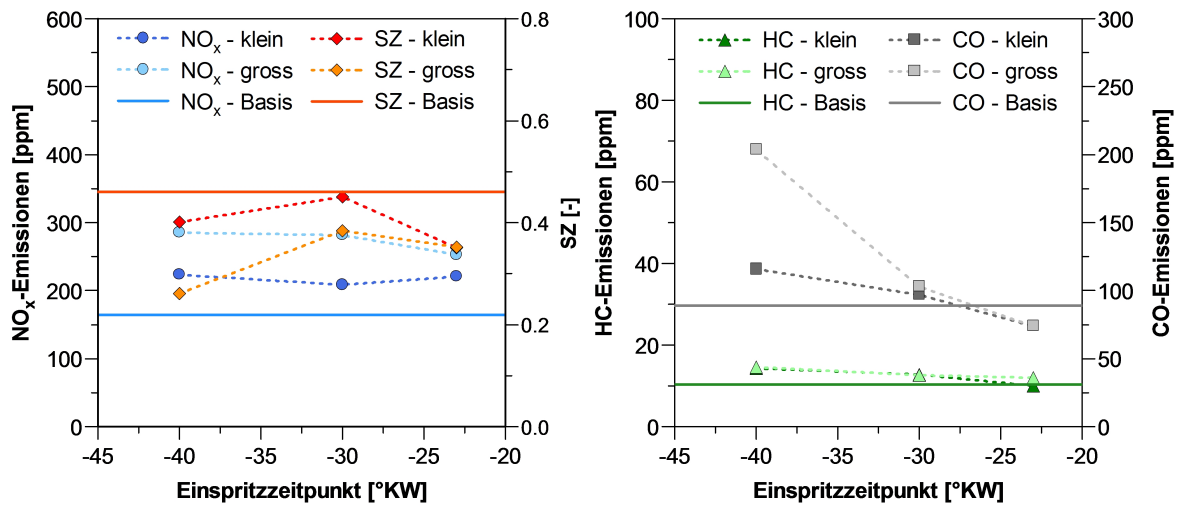 600
500
400
300
200
100
0
NOx-Emissionen [ppm]
NOx - klein
NOx - gross
NOx - Basis
SZ - klein
SZ - gross
SZ - Basis
0.8
0.6
0.4
0.2
0.0
SZ [-]
-45 -40 -35 -30 -25 -20
Einspritzzeitpunkt [°KW]
100
80
60
40
20
0
HC-Emissionen [ppm]
HC - klein
HC - gross
HC - Basis
CO - klein
CO - gross
CO - Basis
300
250
200
150
100
50
0
CO-Emissionen [ppm]
-45 -40 -35 -30 -25 -20
Einspritzzeitpunkt [°KW]